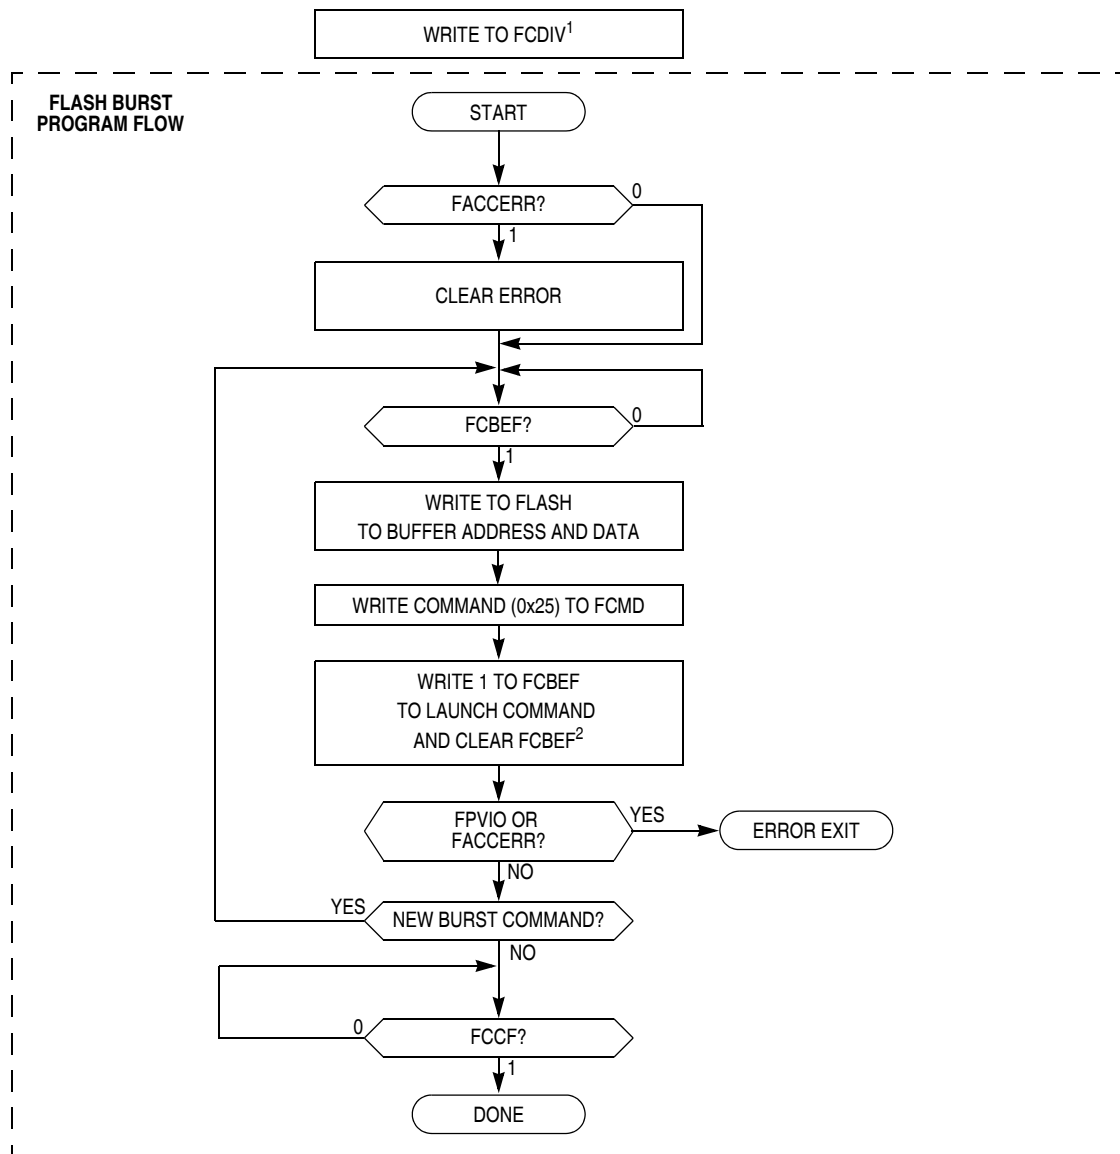 WRITE TO FCDIV1
FLASH BURST
PROGRAM FLOW
START
FACCERR?
0
1
CLEAR ERROR
FCBEF?
0
1
WRITE TO FLASH
TO BUFFER ADDRESS AND DATA
WRITE COMMAND (0x25) TO FCMD
WRITE 1 TO FCBEF
TO LAUNCH COMMAND
AND CLEAR FCBEF2
FPVIO OR
FACCERR?
YES
ERROR EXIT
NO
YES
NEW BURST COMMAND?
NO
0
FCCF?
1
DONE